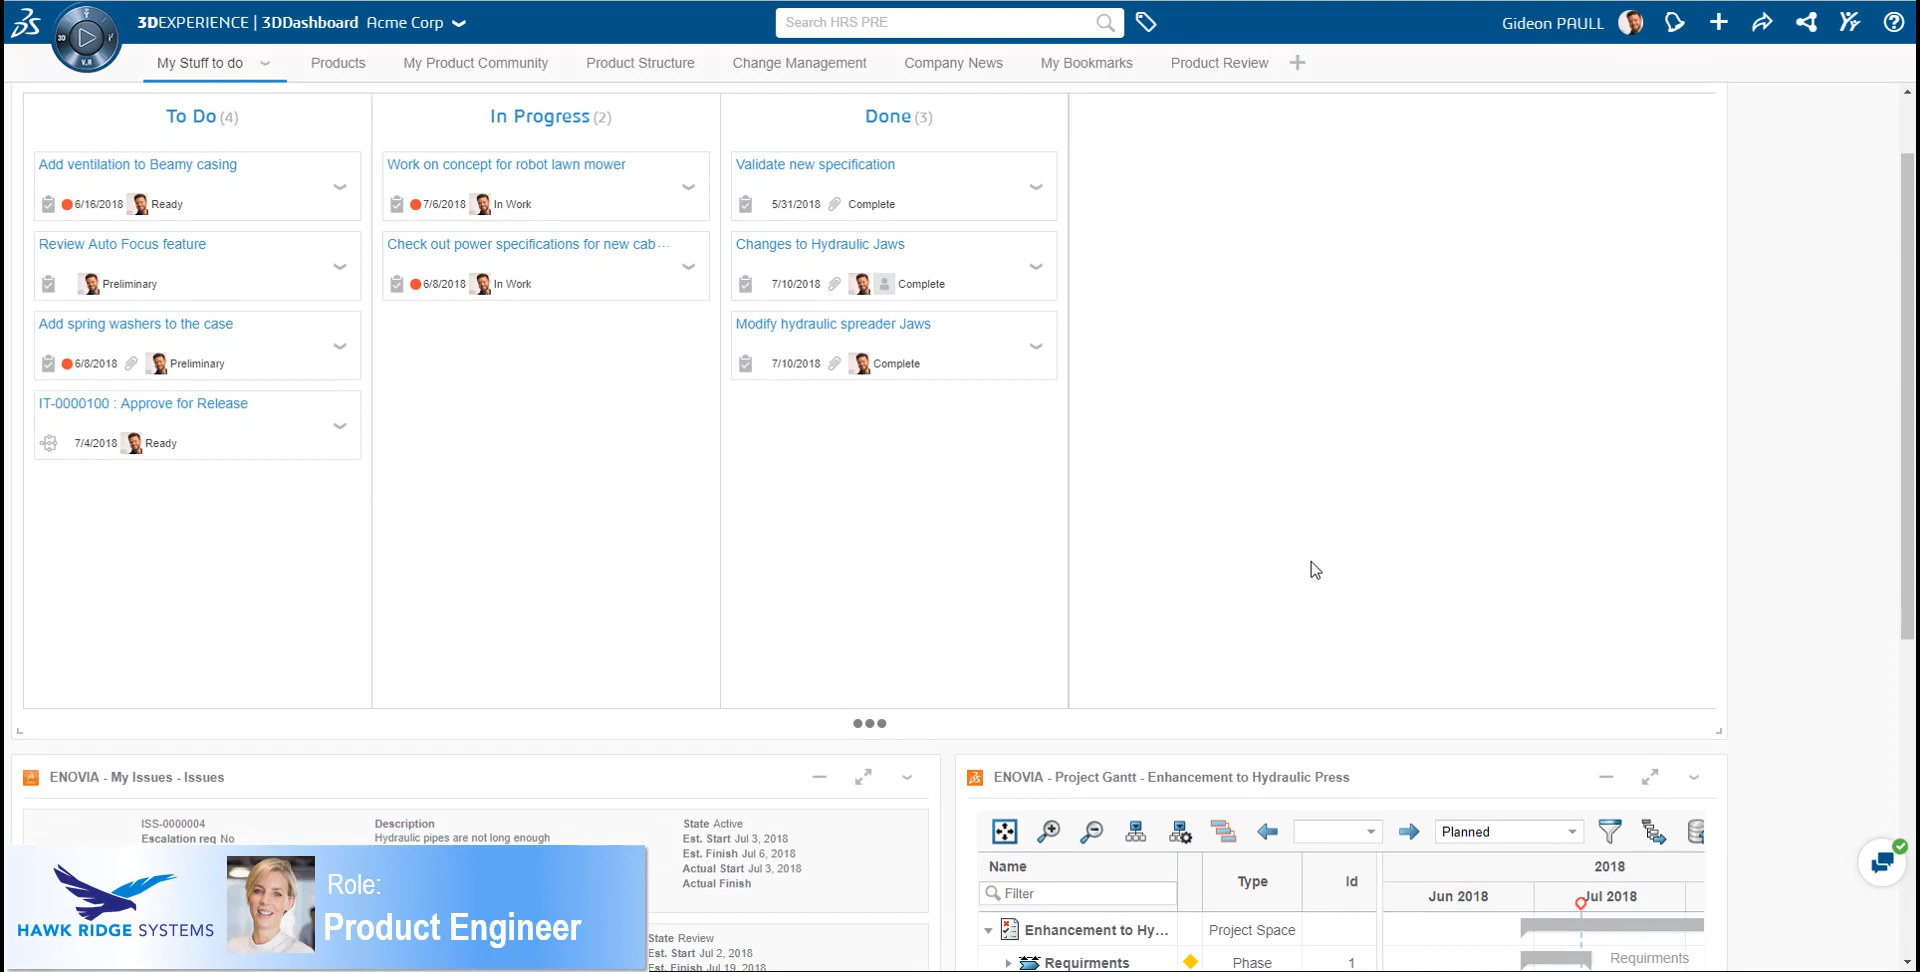 3DEXPERIENCE | 3DDashboard Acme Corp
Search HRS PRE
Gideon PAULL
3D
V.R
My Stuff to do
Products
My Product Community
Product Structure
Change Management
Company News
My Bookmarks
Product Review
To Do (4)
Add ventilation to Beamy casing
6/16/2018 Ready
Review Auto Focus feature
Preliminary
Add spring washers to the case
6/8/2018 Preliminary
IT-0000100 : Approve for Release
7/4/2018 Ready
In Progress (2)
Work on concept for robot lawn mower
7/6/2018 In Work
Check out power specifications for new cab...
6/8/2018 In Work
Done (3)
Validate new specification
5/31/2018 Complete
Changes to Hydraulic Jaws
7/10/2018 Complete
Modify hydraulic spreader Jaws
7/10/2018 Complete
ENOVIA - My Issues - Issues
ISS-0000004
Escalation req No
Description
Hydraulic pipes are not long enough
State Active
Est. Start Jul 3, 2018
Est. Finish Jul 6, 2018
Actual Start Jul 3, 2018
Actual Finish
State Review
Est. Start Jul 2, 2018
Est. Finish Jul 19, 2018
HAWK RIDGE SYSTEMS
Role:
Product Engineer
ENOVIA - Project Gantt - Enhancement to Hydraulic Press
Planned
Name
Type
Id
2018
Filter
Jun 2018
Jul 2018
Enhancement to Hy...
Project Space
Requirments
Phase
1
Requirments